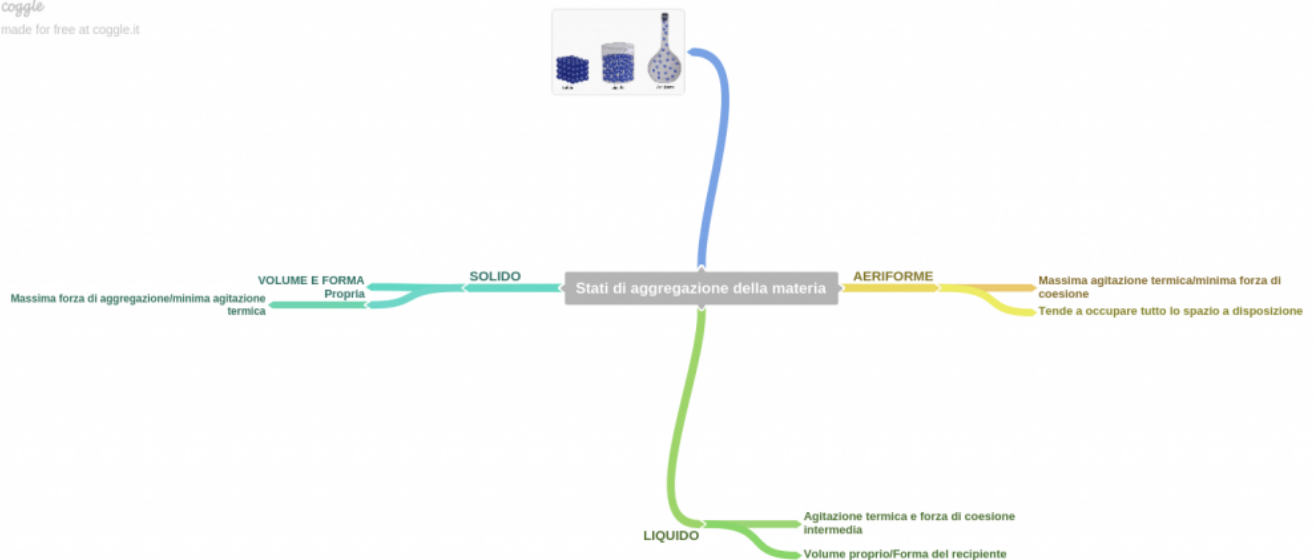 coggle
made for free at coggle.it
Stati di aggregazione della materia
SOLIDO
VOLUME E FORMA
Propria
Massima forza di aggregazione/minima agitazione
termica
AERIFORME
Massima agitazione termica/minima forza di
coesione
Tende a occupare tutto lo spazio a disposizione
LIQUIDO
Agitazione termica e forza di coesione
intermedia
Volume proprio/Forma del recipiente